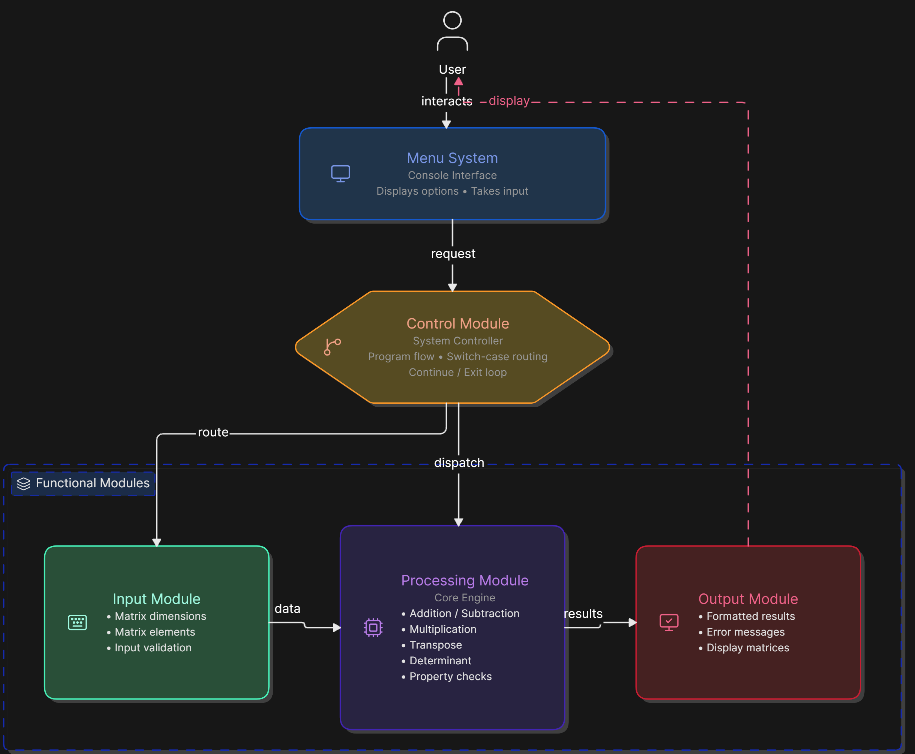 User
interacts
display
Menu System
Console Interface
Displays options • Takes input
request
Control Module
System Controller
Program flow • Switch-case routing
Continue / Exit loop
route
dispatch
Functional Modules
Input Module
• Matrix dimensions
• Matrix elements
• Input validation
data
Processing Module
Core Engine
• Addition / Subtraction
• Multiplication
• Transpose
• Determinant
• Property checks
results
Output Module
• Formatted results
• Error messages
• Display matrices